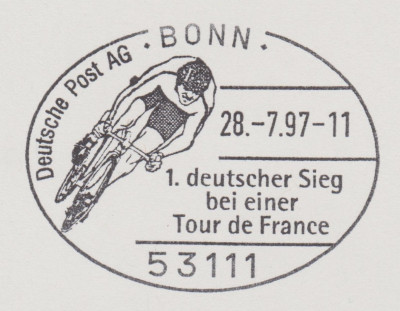 Deutsche Post AG · BONN ·
28.-7.97-11
1. deutscher Sieg
bei einer
Tour de France
53111